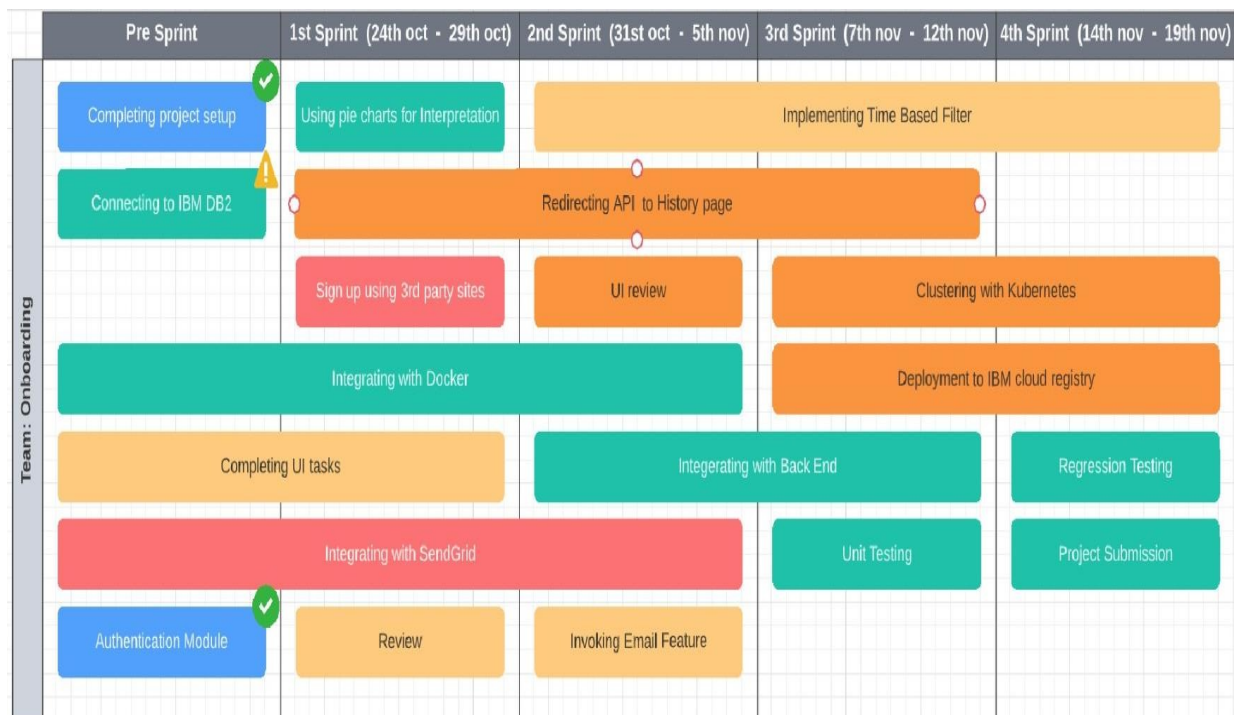 Pre Sprint
1st Sprint (24th oct - 29th oct)
2nd Sprint (31st oct - 5th nov)
3rd Sprint (7th nov - 12th nov)
4th Sprint (14th nov - 19th nov)
Team: Onboarding
Completing project setup
Using pie charts for Interpretation
Implementing Time Based Filter
Connecting to IBM DB2
Redirecting API to History page
Sign up using 3rd party sites
UI review
Clustering with Kubernetes
Integrating with Docker
Deployment to IBM cloud registry
Completing UI tasks
Integerating with Back End
Regression Testing
Integrating with SendGrid
Unit Testing
Project Submission
Authentication Module
Review
Invoking Email Feature